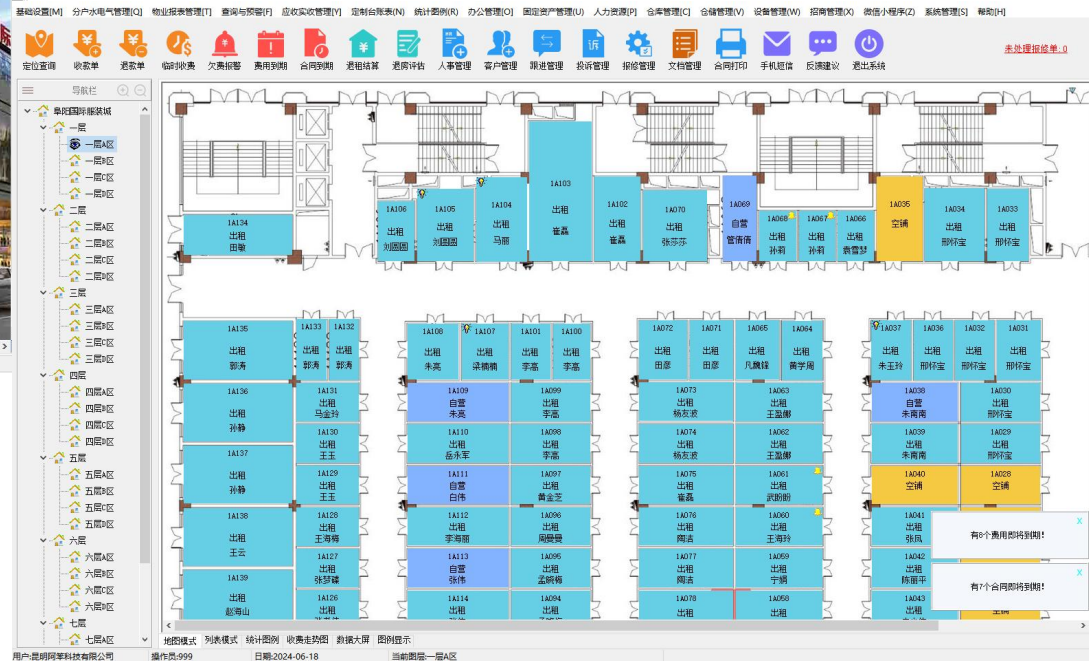 基础设置[M] 分户水电气管理[Q] 物业报表管理[T] 查询与预警[F] 应收实收管理[Y] 定制台账表(N) 统计图例(R) 办公管理[O] 固定资产管理(U) 人力资源[P] 仓库管理[C] 仓储管理(V) 设备管理(W) 招商管理(X) 微信小程序(Z) 系统管理[S] 帮助[H]
定位查询 收款单 退款单 临时收费 欠费报警 费用到期 合同到期 退租结算 退房评估 人事管理 客户管理 跟进管理 投诉管理 报修管理 文档管理 合同打印 手机短信 反馈建议 退出系统
未处理报修单: 0
导航栏
阜阳国际服装城
一层
一层A区
一层B区
一层C区
一层D区
二层
二层A区
二层B区
二层C区
二层D区
三层
三层A区
三层B区
三层C区
三层D区
四层
四层A区
四层B区
四层C区
四层D区
五层
五层A区
五层B区
五层C区
五层D区
六层
六层A区
六层B区
六层C区
六层D区
七层
七层A区
1A134
出租
田敏
1A106
出租
刘圆圆
1A105
出租
刘圆圆
1A104
出租
马丽
1A103
出租
崔磊
1A102
出租
崔磊
1A070
出租
张莎莎
1A069
自营
管倩倩
1A068
出租
孙莉
1A067
出租
孙莉
1A066
出租
袁雪梦
1A035
空铺
1A034
出租
邢怀宝
1A033
出租
邢怀宝
1A135
出租
郭涛
1A133
出租
郭涛
1A132
出租
郭涛
1A108
出租
朱亮
1A107
出租
梁楠楠
1A101
出租
李高
1A100
出租
李高
1A072
出租
田彦
1A071
出租
田彦
1A065
出租
凡魏锋
1A064
出租
黄学周
1A037
出租
朱玉玲
1A036
出租
邢怀宝
1A032
出租
邢怀宝
1A031
出租
邢怀宝
1A136
出租
孙静
1A137
出租
孙静
1A138
出租
王云
1A139
出租
赵海山
1A131
出租
马金玲
1A130
出租
王玉
1A129
出租
王玉
1A128
出租
王海梅
1A127
出租
张梦臻
1A126
出租
1A109
自营
朱亮
1A099
出租
李高
1A110
出租
岳永军
1A098
出租
李高
1A111
自营
白伟
1A097
出租
黄金芝
1A112
出租
李海丽
1A096
出租
周曼曼
1A113
自营
张伟
1A095
出租
孟婉梅
1A114
出租
1A094
出租
1A073
出租
杨友波
1A063
出租
王盈娜
1A074
出租
杨友波
1A062
出租
王盈娜
1A075
出租
崔磊
1A061
出租
武盼盼
1A076
出租
陶洁
1A060
出租
王海玲
1A077
出租
陶洁
1A059
出租
宁娟
1A078
出租
1A058
出租
1A038
自营
朱南南
1A030
出租
邢怀宝
1A039
出租
朱南南
1A029
出租
邢怀宝
1A040
空铺
1A028
空铺
1A041
出租
张凤
1A042
出租
陈丽平
1A043
出租
空铺
有8个费用即将到期!
有7个合同即将到期!
地图模式 列表模式 统计图例 收费走势图 数据大屏 图例显示
用户:昆明阿笨科技有限公司 操作员:999 日期:2024-06-18 当前图层:一层A区